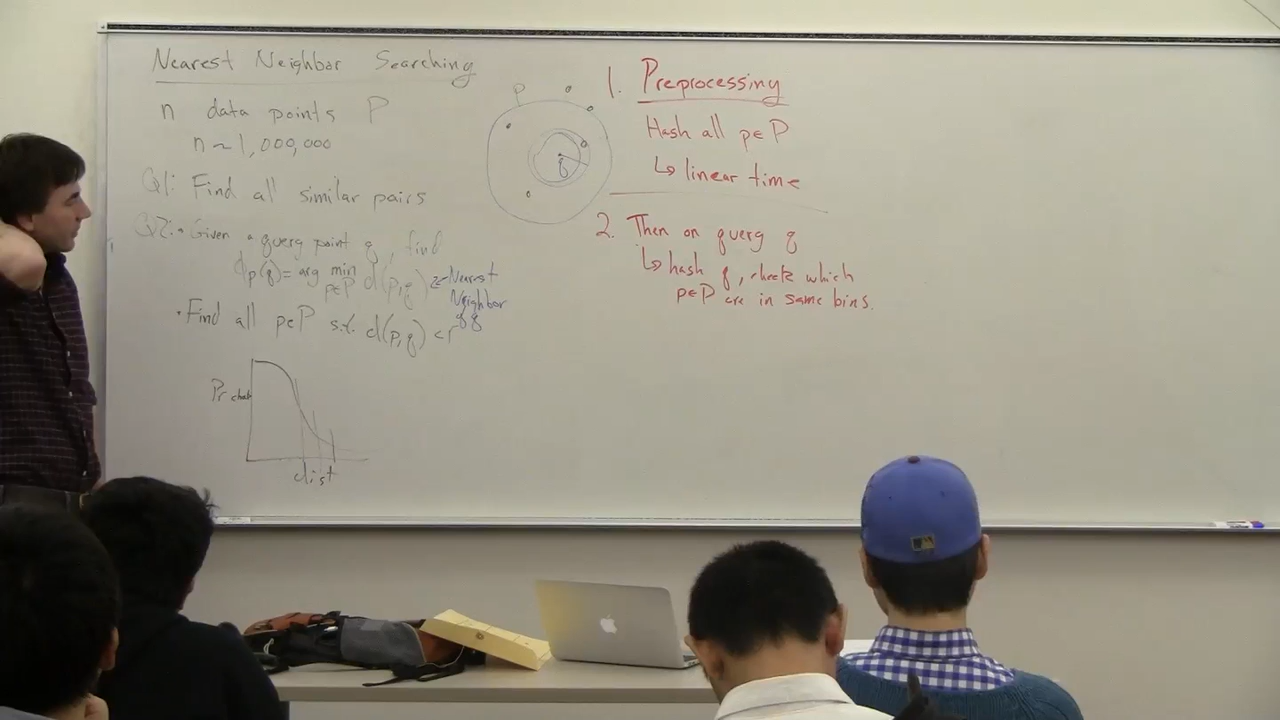 Nearest Neighbor Searching
n data points P
n ~ 1,000,000
Q1: Find all similar pairs
Q2: • Given a query point q, find
ϕp(q) = arg min p∈P d(p,q) ← Nearest Neighbor of q
• Find all p∈P s.t. d(p,q) < r
Pr
dist
P
q
1. Preprocessing
Hash all p∈P
↳ linear time
2. Then on query q
↳ hash q, check which
p∈P are in same bins.